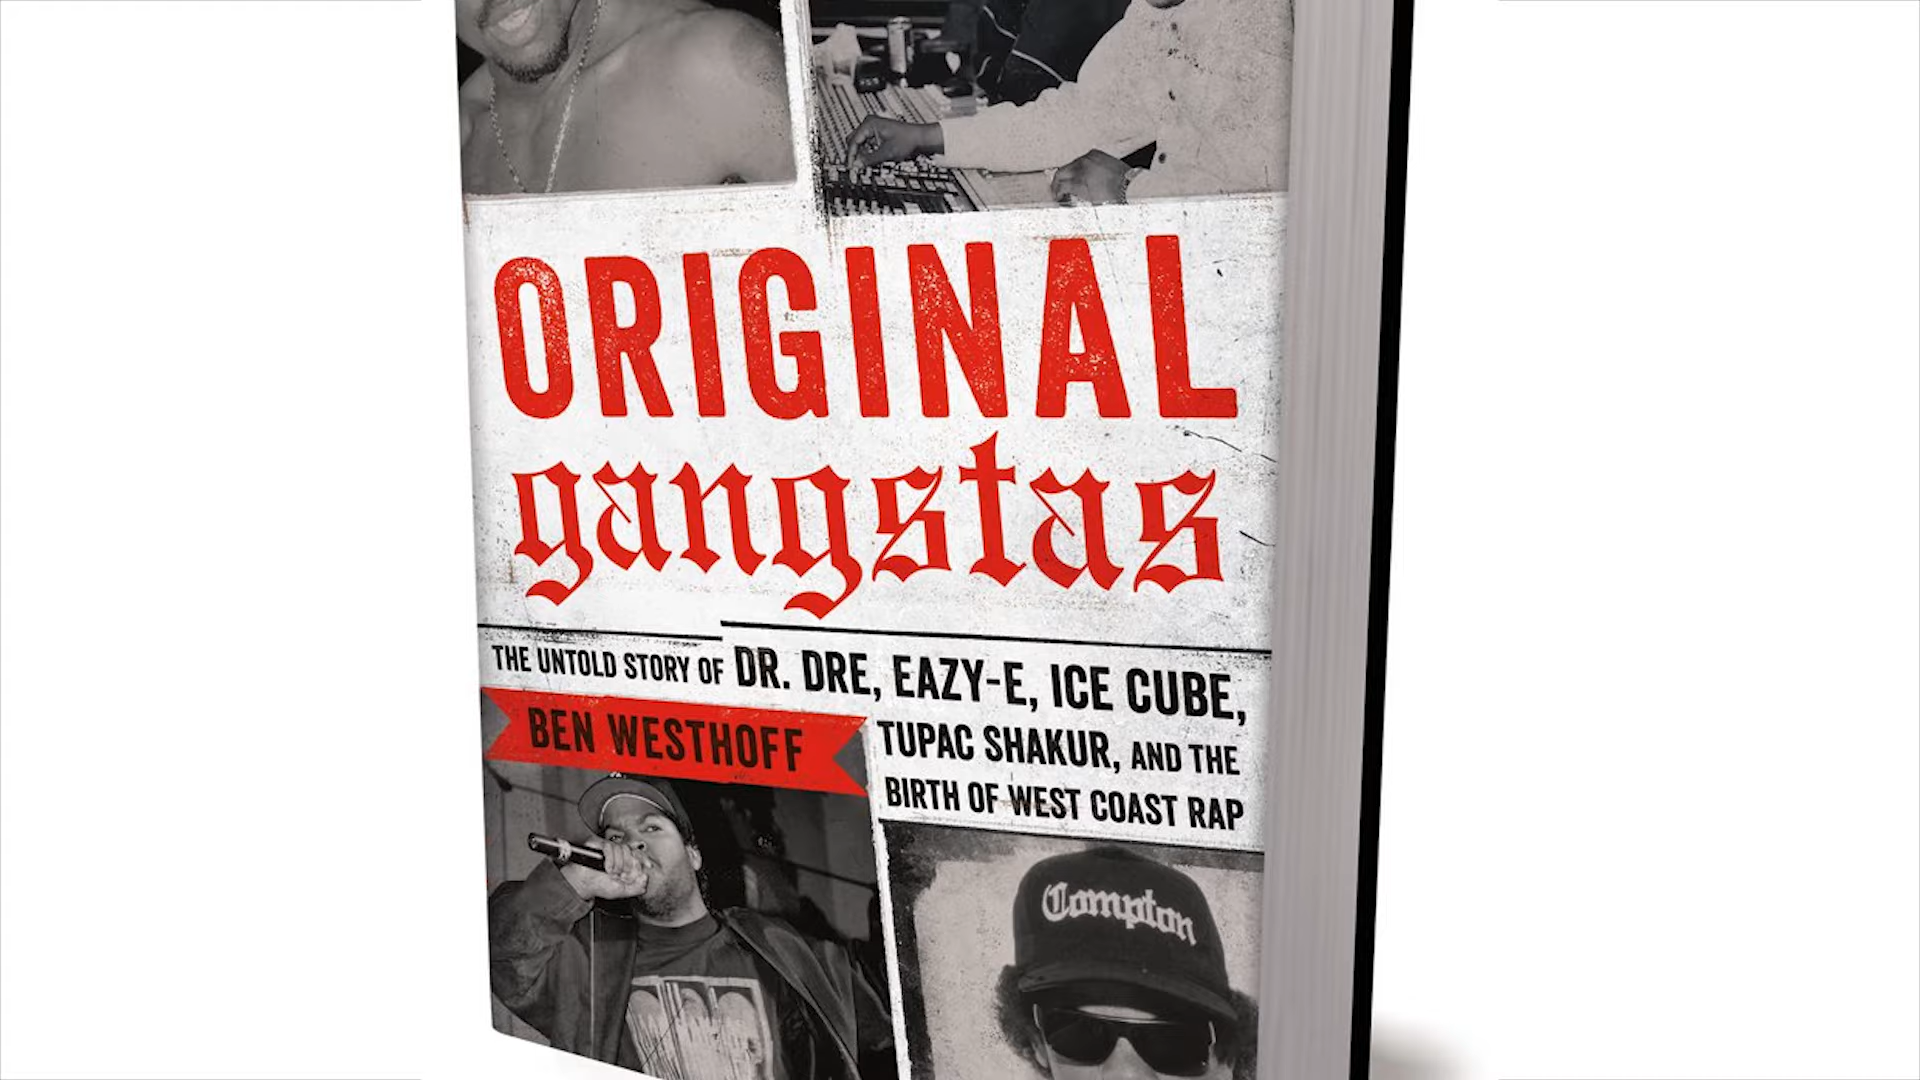 ORIGINAL
gangstas
THE UNTOLD STORY OF DR. DRE, EAZY-E, ICE CUBE,
TUPAC SHAKUR, AND THE
BIRTH OF WEST COAST RAP
BEN WESTHOFF
Compton